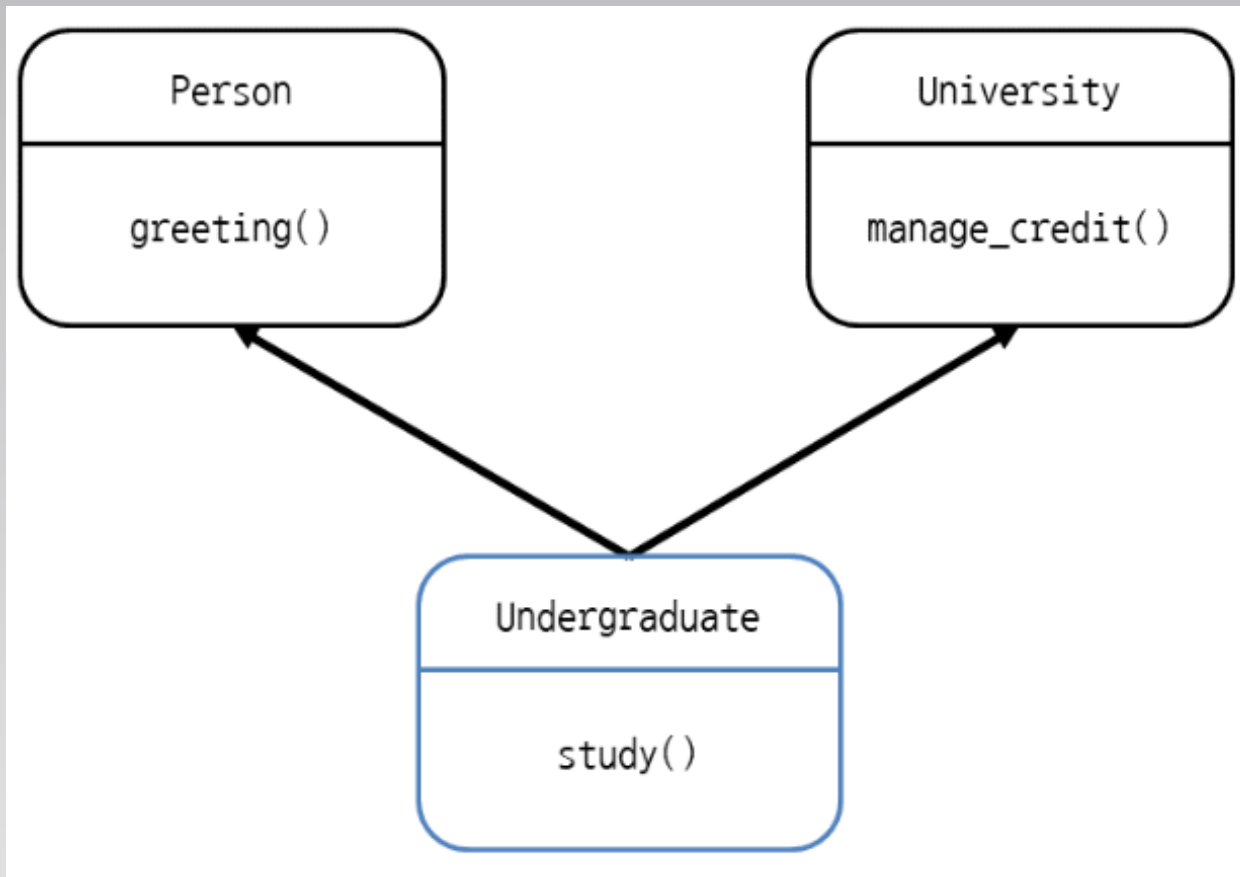 Person
greeting()
University
manage_credit()
Undergraduate
study()